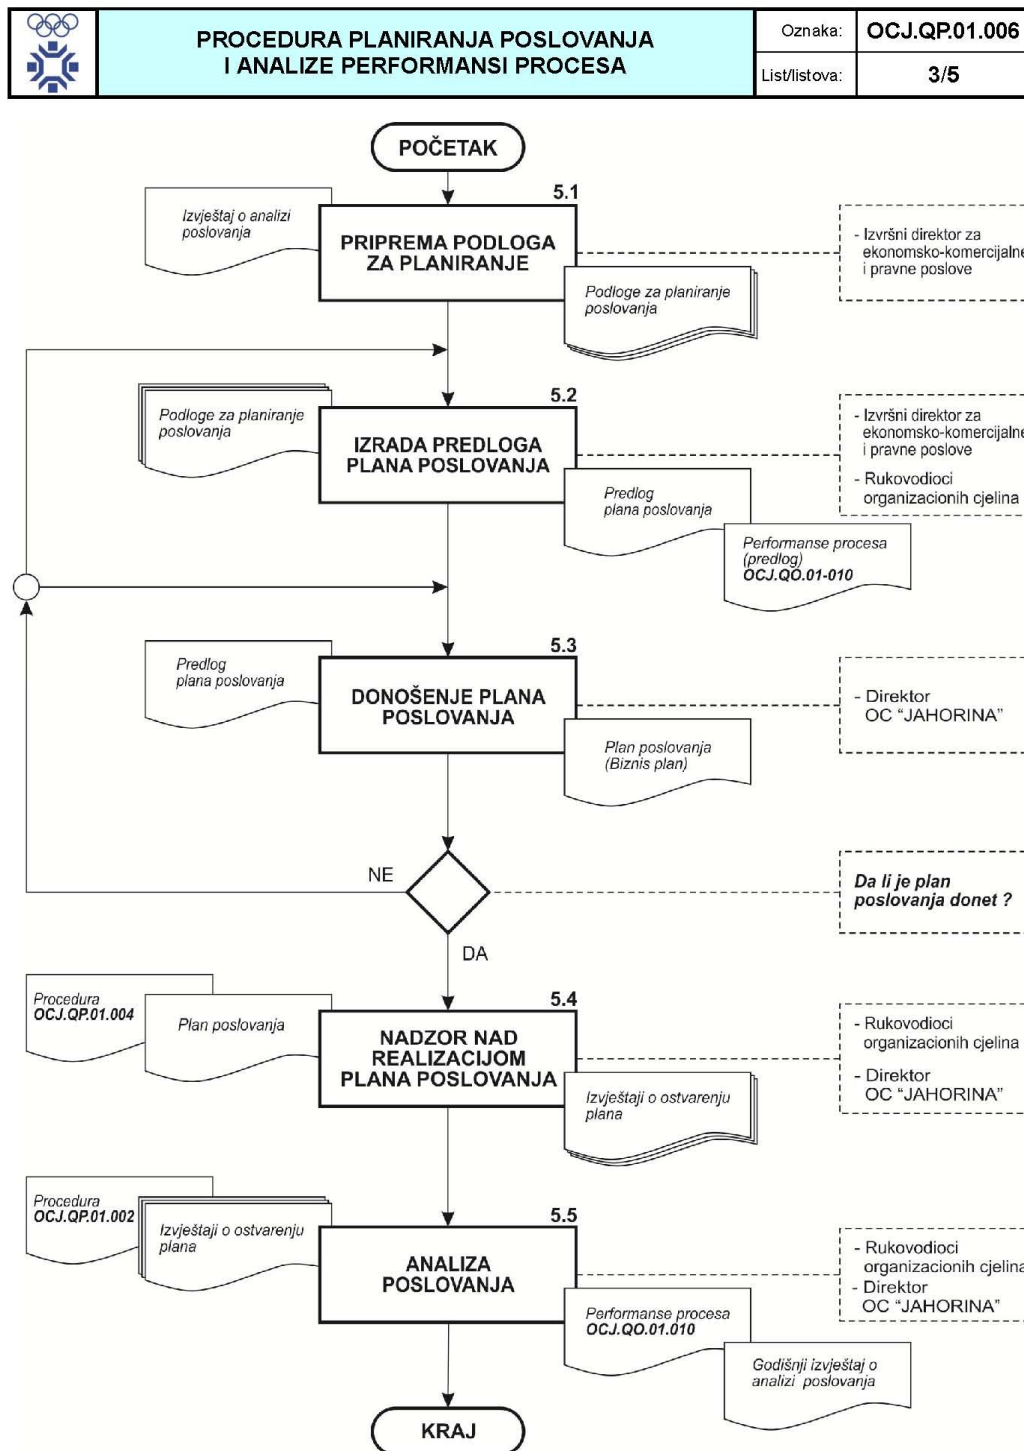 PROCEDURA PLANIRANJA POSLOVANJA
I ANALIZE PERFORMANSI PROCESA
Oznaka:
OCJ.QP.01.006
List/listova:
3/5
POČETAK
5.1
Izvještaj o analizi
poslovanja
PRIPREMA PODLOGA
ZA PLANIRANJE
- Izvršni direktor za
ekonomsko-komercijalne
i pravne poslove
Podloge za planiranje
poslovanja
5.2
Podloge za planiranje
poslovanja
IZRADA PREDLOGA
PLANA POSLOVANJA
- Izvršni direktor za
ekonomsko-komercijalne
i pravne poslove
- Rukovodioci
organizacionih cjelina
Predlog
plana poslovanja
Performanse procesa
(predlog)
OCJ.QO.01-010
5.3
Predlog
plana poslovanja
DONOŠENJE PLANA
POSLOVANJA
- Direktor
OC “JAHORINA”
Plan poslovanja
(Biznis plan)
NE
Da li je plan
poslovanja donet ?
DA
5.4
Procedura
OCJ.QP.01.004
Plan poslovanja
NADZOR NAD
REALIZACIJOM
PLANA POSLOVANJA
- Rukovodioci
organizacionih cjelina
- Direktor
OC “JAHORINA”
Izvještaji o ostvarenju
plana
5.5
Procedura
OCJ.QP.01.002
Izvještaji o ostvarenju
plana
ANALIZA
POSLOVANJA
- Rukovodioci
organizacionih cjelina
- Direktor
OC “JAHORINA”
Performanse procesa
OCJ.QO.01.010
Godišnji izvještaj o
analizi poslovanja
KRAJ